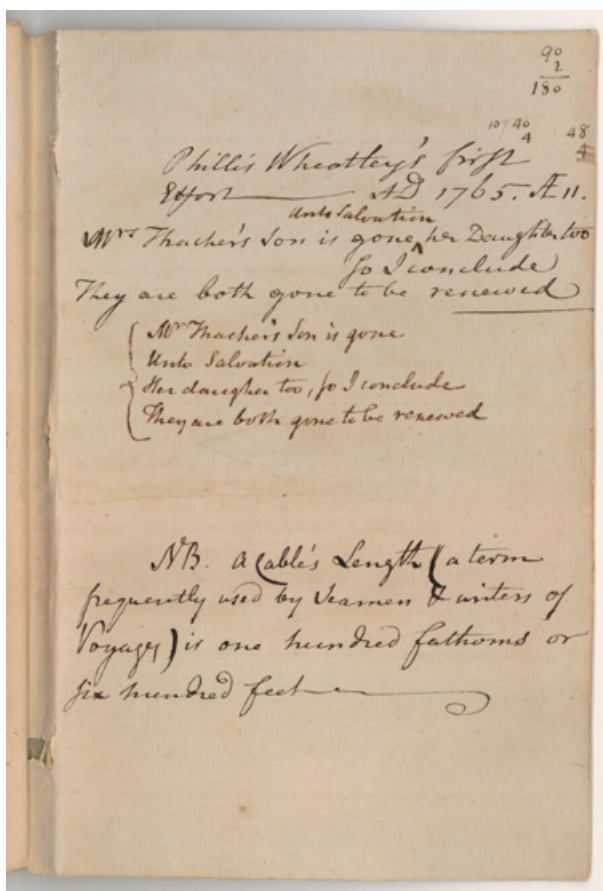 90
2
180
10/40 48
4 4
Phillis Wheatley's first
Effort — AD 1765. Æ 11.
Unto Salvation
Mrs Thacher's Son is gone ^ her Daughter too
So I conclude
They are both gone to be renewed
Mrs Thacher's Son is gone
Unto Salvation
Her daugher too, so I conclude
They are both gone to be renewed
NB. a Cable's Length (a term
frequently used by Seamen & writers of
Voyages) is one hundred fathoms or
six hundred feet